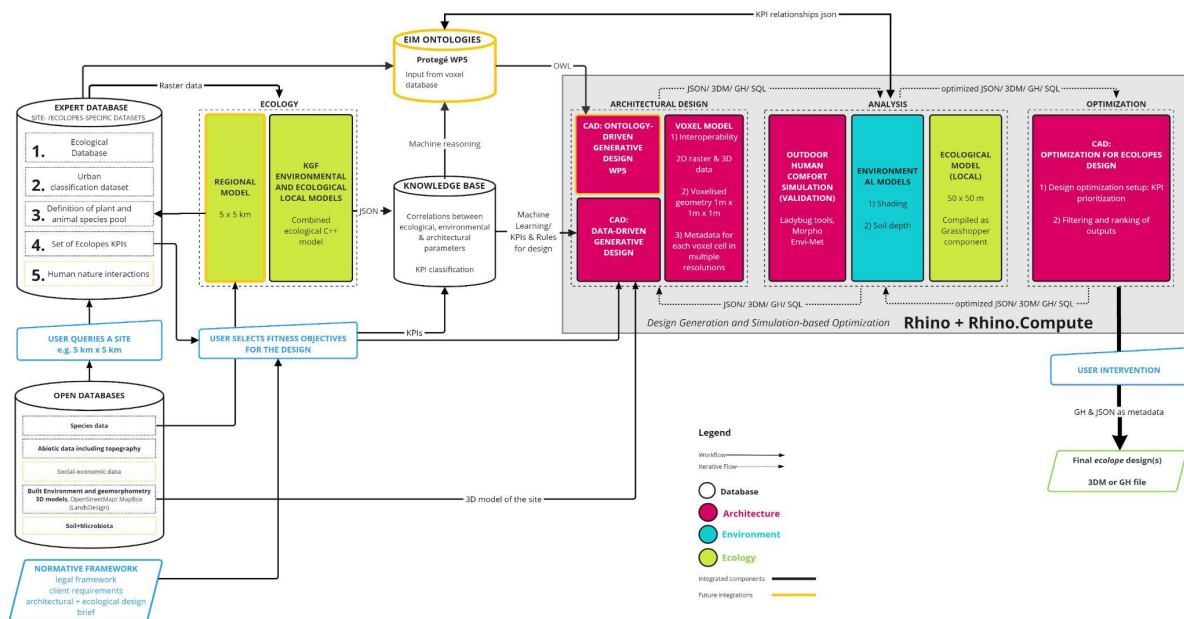 KPI relationships json
EIM ONTOLOGIES
Protegé WP5
Input from voxel
database
OWL
Raster data
EXPERT DATABASE
SITE- /ECOLOPES-SPECIFIC DATASETS
1. Ecological
Database
2. Urban
classification dataset
3. Definition of plant and
animal species pool
4. Set of Ecolopes KPIs
5. Human nature interactions
ECOLOGY
REGIONAL
MODEL
5 x 5 km
KGF
ENVIRONMENTAL
AND ECOLOGICAL
LOCAL MODELS
Combined
ecological C++
model
JSON
Machine reasoning
KNOWLEDGE BASE
Correlations between
ecological, environmental
& architectural
parameters
KPI classification
Machine
Learning/
KPIs & Rules
for design
JSON/ 3DM/ GH/ SQL
optimized JSON/ 3DM/ GH/ SQL
ARCHITECTURAL DESIGN
CAD: ONTOLOGY-
DRIVEN
GENERATIVE
DESIGN
WP5
CAD:
DATA-DRIVEN
GENERATIVE
DESIGN
VOXEL MODEL
1) Interoperability
2D raster & 3D
data
2) Voxelised
geometry 1m x
1m x 1m
3) Metadata for
each voxel cell in
multiple
resolutions
ANALYSIS
OUTDOOR
HUMAN
COMFORT
SIMULATION
(VALIDATION)
Ladybug tools,
Morpho
Envi-Met
ENVIRONMENT
AL MODELS
1) Shading
2) Soil depth
ECOLOGICAL
MODEL
(LOCAL)
50 x 50 m
Compiled as
Grasshopper
component
OPTIMIZATION
CAD:
OPTIMIZATION FOR ECOLOPES
DESIGN
1) Design optimization setup: KPI
prioritization
2) Filtering and ranking of
outputs
JSON/ 3DM/ GH/ SQL
optimized JSON/ 3DM/ GH/ SQL
Design Generation and Simulation-based Optimization Rhino + Rhino.Compute
USER QUERIES A SITE
e.g. 5 km x 5 km
USER SELECTS FITNESS OBJECTIVES
FOR THE DESIGN
KPIs
USER INTERVENTION
GH & JSON as metadata
Final ecolope design(s)
3DM or GH file
OPEN DATABASES
Species data
Abiotic data including topography
Social-economic data
Built Environment and geomorphometry
3D models, OpenStreetMap/ MapBox
(LandsDesign)
Soil+Microbiota
3D model of the site
NORMATIVE FRAMEWORK
legal framework
client requirements
architectural + ecological design
brief
Legend
Workflow
Iterative Flow
Database
Architecture
Environment
Ecology
Integrated components
Future integrations